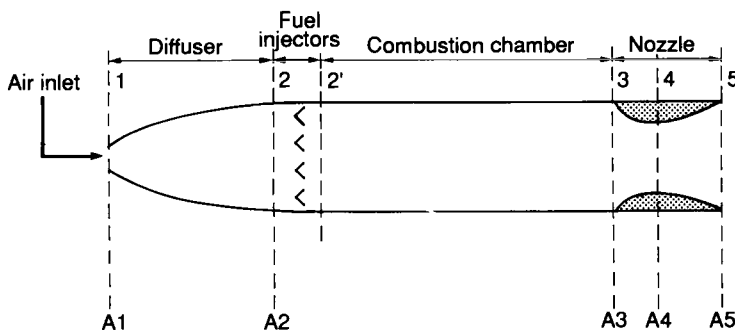 Diffuser
Fuel
injectors
Combustion chamber
Nozzle
Air inlet
1
2
2'
3
4
5
A1
A2
A3
A4
A5